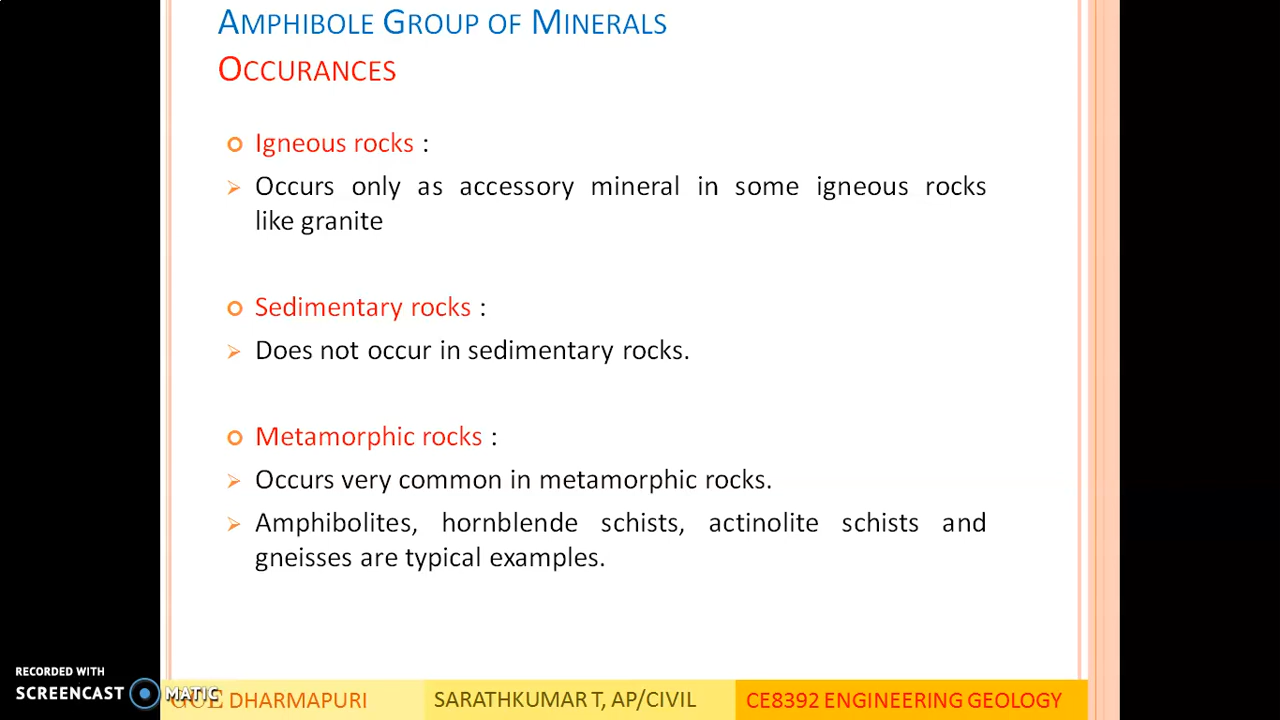 AMPHIBOLE GROUP OF MINERALS
OCCURANCES
Igneous rocks :
Occurs only as accessory mineral in some igneous rocks
like granite
Sedimentary rocks :
Does not occur in sedimentary rocks.
Metamorphic rocks :
Occurs very common in metamorphic rocks.
Amphibolites, hornblende schists, actinolite schists and
gneisses are typical examples.
RECORDED WITH
SCREENCAST MATIC
GCE DHARMAPURI
SARATHKUMAR T, AP/CIVIL
CE8392 ENGINEERING GEOLOGY